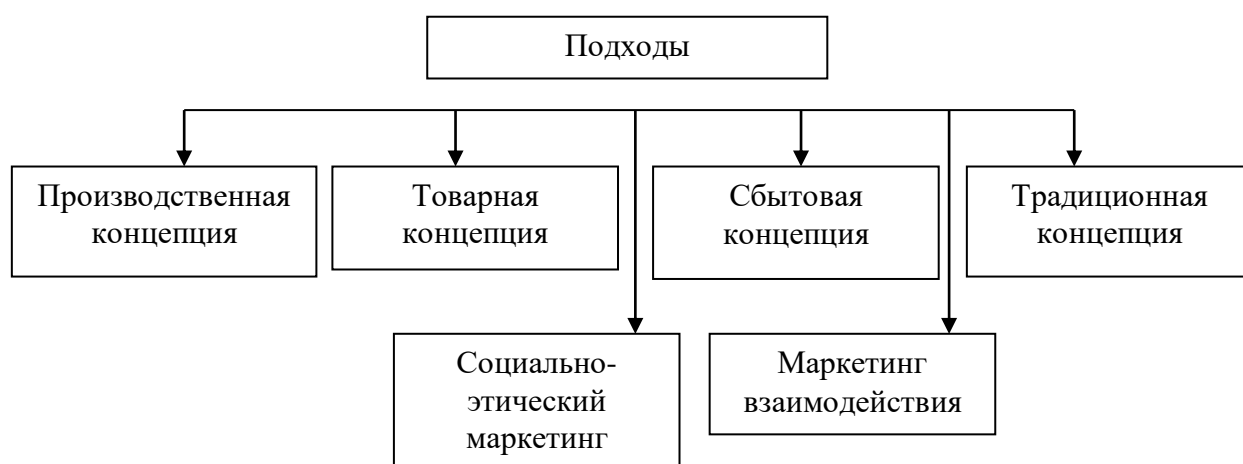 Подходы
Производственная
концепция
Товарная
концепция
Сбытовая
концепция
Традиционная
концепция
Социально-
этический
маркетинг
Маркетинг
взаимодействия